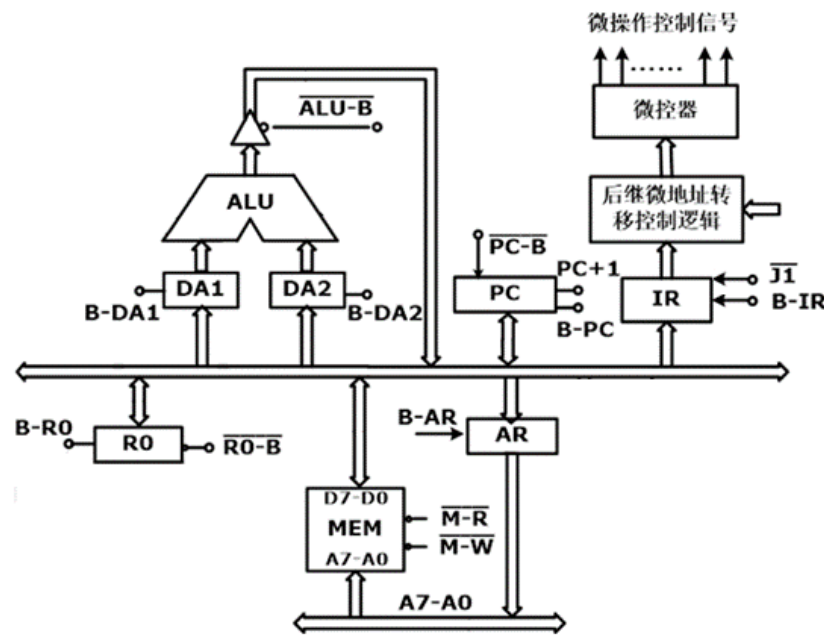 微操作控制信号
......
微控器
后继微地址转
移控制逻辑
ALU-B
ALU
DA1
DA2
B-DA1
B-DA2
PC-B
PC
PC+1
B-PC
IR
J1
B-IR
B-R0
R0
R0-B
B-AR
AR
D7-D0
MEM
A7-A0
M-R
M-W
A7-A0